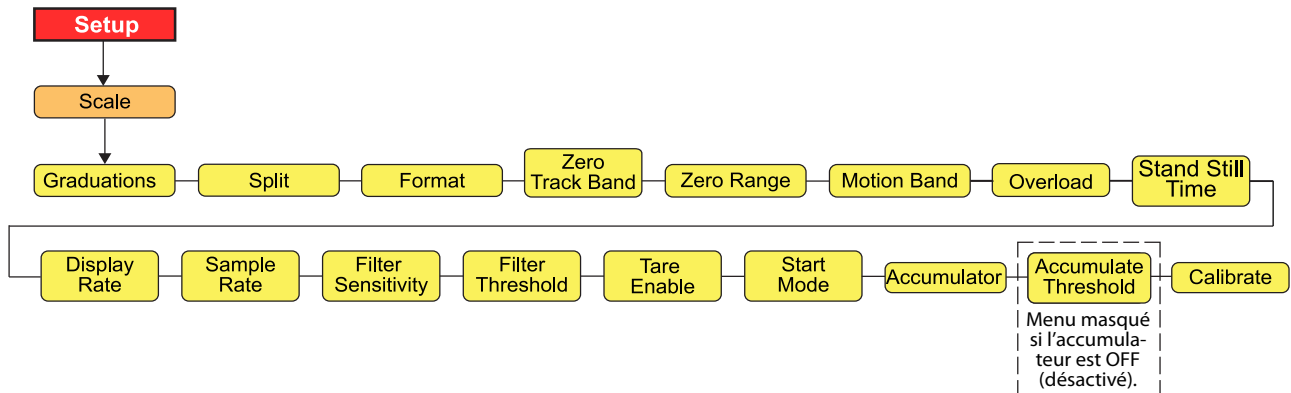 Setup
Scale
Graduations
Split
Format
Zero
Track Band
Zero Range
Motion Band
Overload
Stand Still
Time
Display
Rate
Sample
Rate
Filter
Sensitivity
Filter
Threshold
Tare
Enable
Start
Mode
Accumulator
Accumulate
Threshold
Calibrate
Menu masqué
si l'accumula-
teur est OFF
(désactivé).